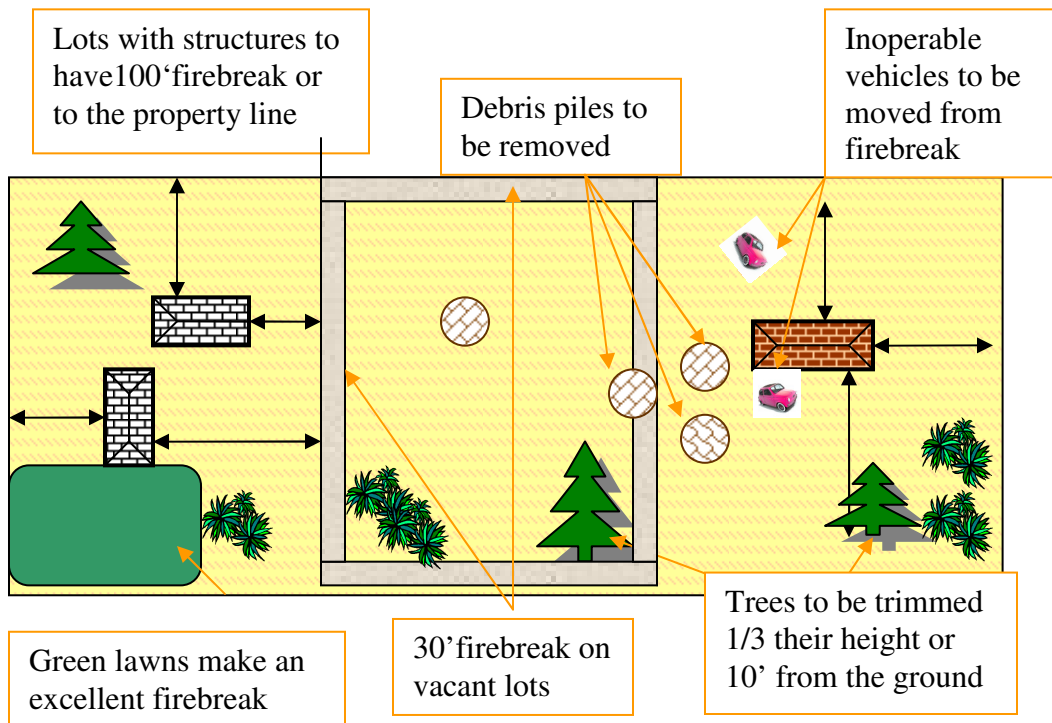 Lots with structures to
have100‘firebreak or
to the property line
Debris piles to
be removed
Inoperable
vehicles to be
moved from
firebreak
Green lawns make an
excellent firebreak
30’firebreak on
vacant lots
Trees to be trimmed
1/3 their height or
10’ from the ground